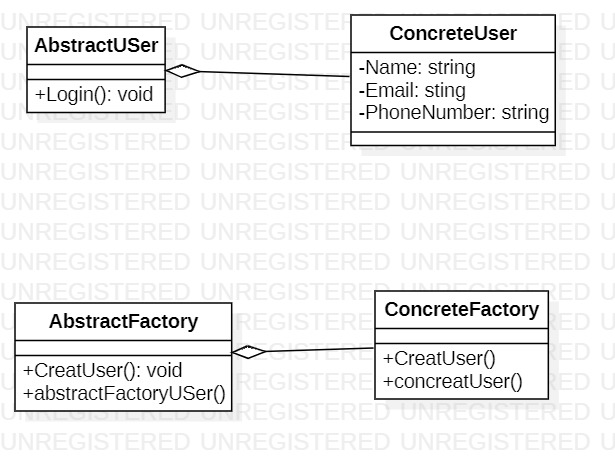 AbstractUSer
+Login(): void
ConcreteUser
-Name: string
-Email: sting
-PhoneNumber: string
AbstractFactory
+CreatUser(): void
+abstractFactoryUSer()
ConcreteFactory
+CreatUser()
+concreatUser()
UNREGISTERED UNREGISTERED UNREGISTERED UNREGISTERED